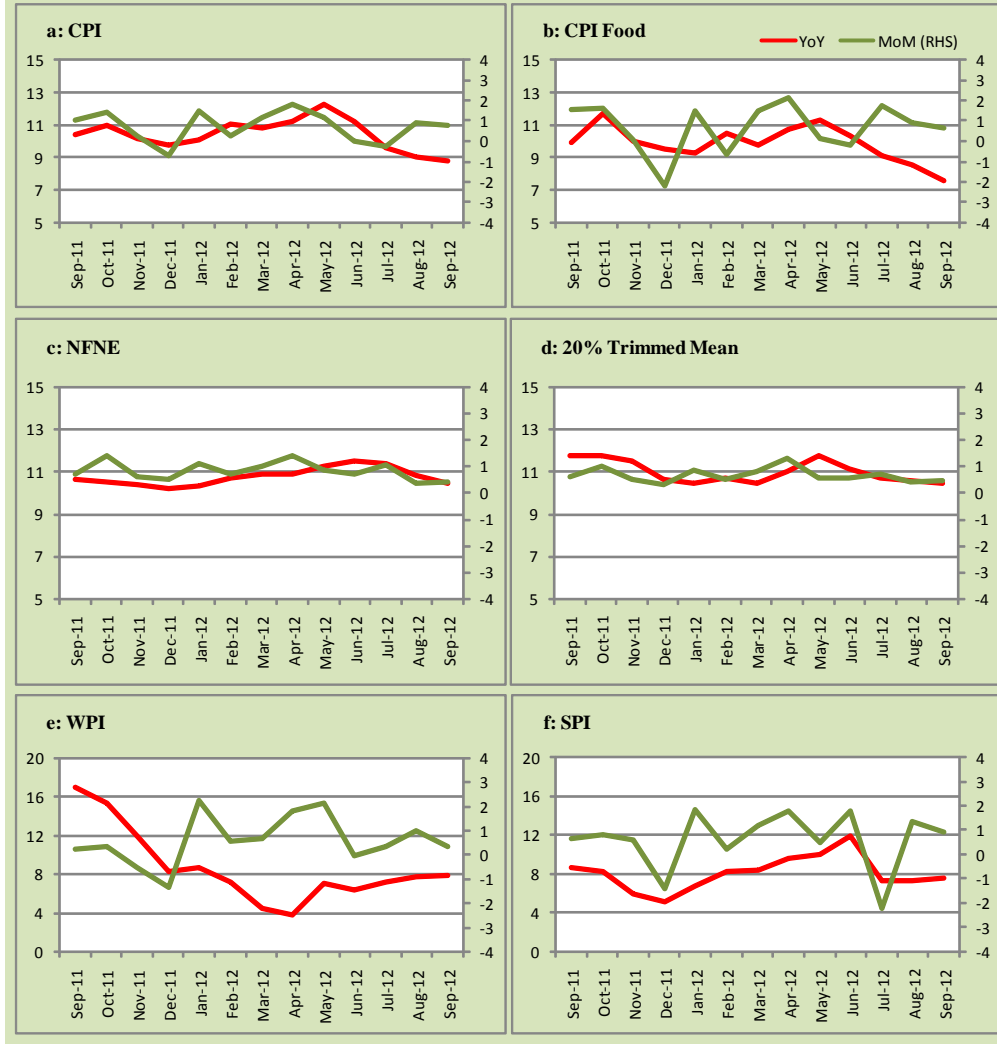 a: CPI
15
13
11
9
7
5
4
3
2
1
0
-1
-2
-3
-4
Sep-11
Oct-11
Nov-11
Dec-11
Jan-12
Feb-12
Mar-12
Apr-12
May-12
Jun-12
Jul-12
Aug-12
Sep-12
b: CPI Food
YoY MoM (RHS)
15
13
11
9
7
5
4
3
2
1
0
-1
-2
-3
-4
Sep-11
Oct-11
Nov-11
Dec-11
Jan-12
Feb-12
Mar-12
Apr-12
May-12
Jun-12
Jul-12
Aug-12
Sep-12
c: NFNE
15
13
11
9
7
5
4
3
2
1
0
-1
-2
-3
-4
Sep-11
Oct-11
Nov-11
Dec-11
Jan-12
Feb-12
Mar-12
Apr-12
May-12
Jun-12
Jul-12
Aug-12
Sep-12
d: 20% Trimmed Mean
15
13
11
9
7
5
4
3
2
1
0
-1
-2
-3
-4
Sep-11
Oct-11
Nov-11
Dec-11
Jan-12
Feb-12
Mar-12
Apr-12
May-12
Jun-12
Jul-12
Aug-12
Sep-12
e: WPI
20
16
12
8
4
0
4
3
2
1
0
-1
-2
-3
-4
Sep-11
Oct-11
Nov-11
Dec-11
Jan-12
Feb-12
Mar-12
Apr-12
May-12
Jun-12
Jul-12
Aug-12
Sep-12
f: SPI
20
16
12
8
4
0
4
3
2
1
0
-1
-2
-3
-4
Sep-11
Oct-11
Nov-11
Dec-11
Jan-12
Feb-12
Mar-12
Apr-12
May-12
Jun-12
Jul-12
Aug-12
Sep-12